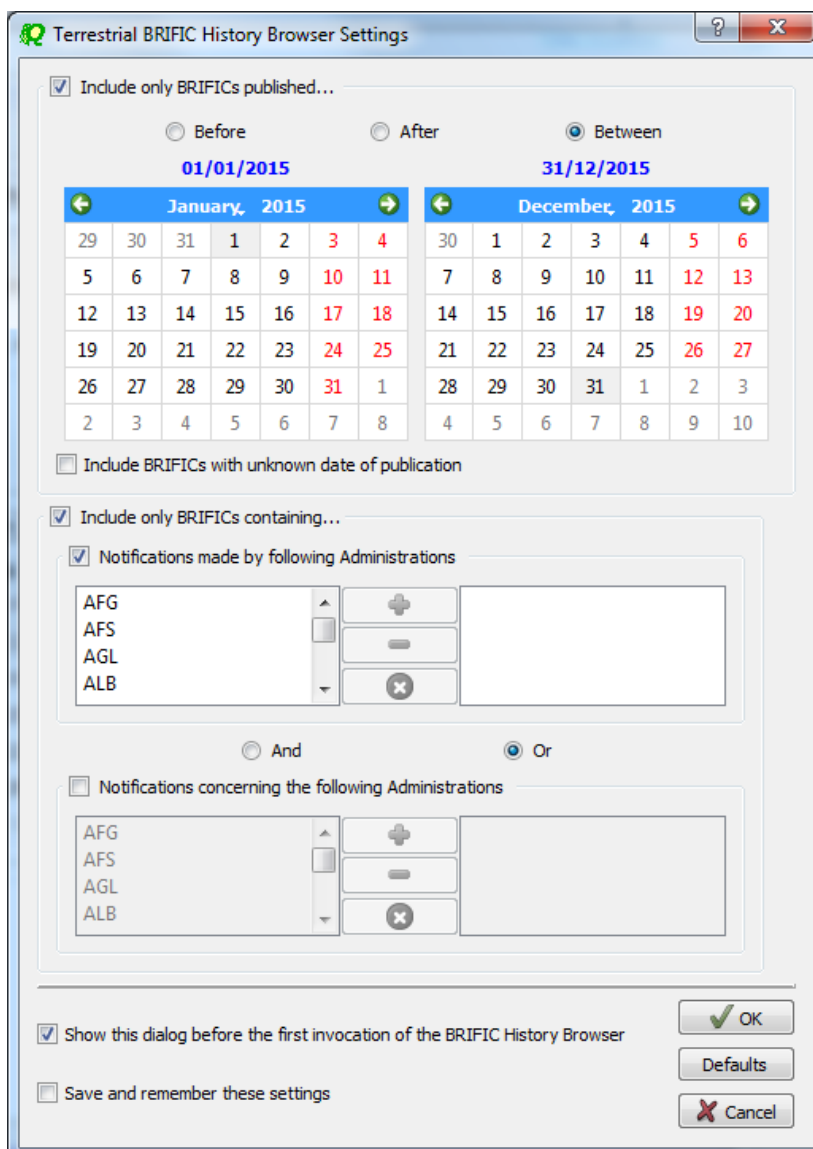 Terrestrial BRIFIC History Browser Settings
Include only BRIFICs published...
Before After Between
01/01/2015 31/12/2015
January, 2015 December, 2015
29 30 31 1 2 3 4 30 1 2 3 4 5 6
5 6 7 8 9 10 11 7 8 9 10 11 12 13
12 13 14 15 16 17 18 14 15 16 17 18 19 20
19 20 21 22 23 24 25 21 22 23 24 25 26 27
26 27 28 29 30 31 1 28 29 30 31 1 2 3
2 3 4 5 6 7 8 4 5 6 7 8 9 10
Include BRIFICs with unknown date of publication
Include only BRIFICs containing...
Notifications made by following Administrations
AFG
AFS
AGL
ALB
And Or
Notifications concerning the following Administrations
AFG
AFS
AGL
ALB
Show this dialog before the first invocation of the BRIFIC History Browser
Save and remember these settings
OK
Defaults
Cancel